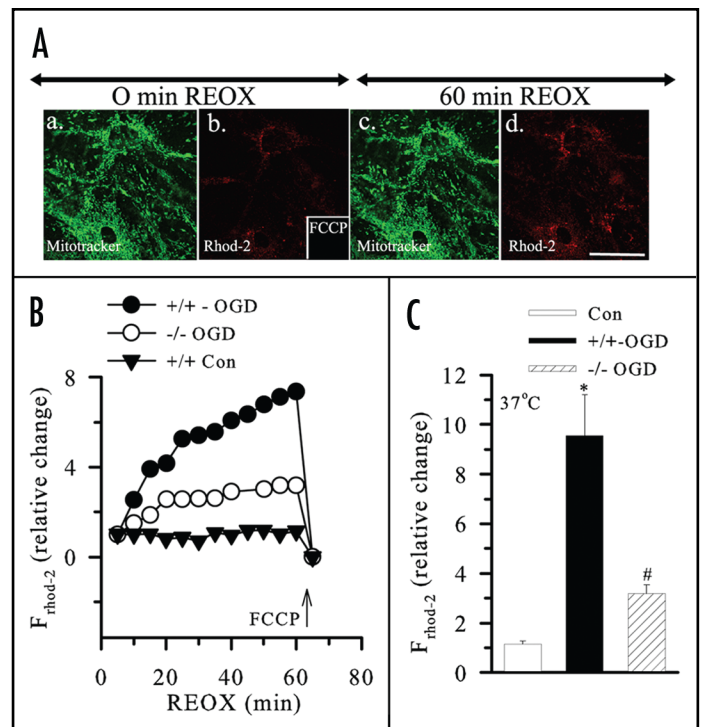 A
O min REOX
60 min REOX
a.
b.
c.
d.
Mitotracker
Rhod-2
FCCP
Mitotracker
Rhod-2
B
+/+ - OGD
-/- OGD
+/+ Con
8
4
0
F rhod-2 (relative change)
FCCP
0 20 40 60 80
REOX (min)
C
Con
+/+-OGD
-/- OGD
12
10
8
6
4
2
0
37°C
*
#
F rhod-2 (relative change)